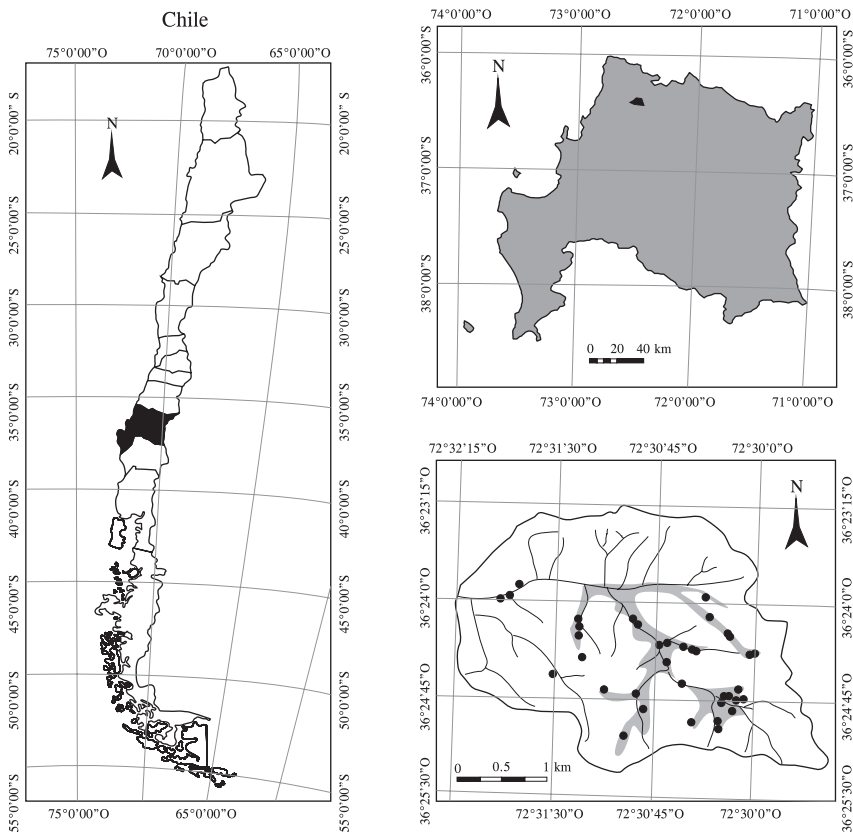 Chile
75°0'00''O 70°0'00''O 65°0'00''O
N
20°0'00'' S
25°0'00''S
30°0'00''S
35°0'00''S
40°0'00''S
45°0'00''S
50°0'00''S
55°0'00''S
20°0'00''S
25°0'00''S
30°0'00''S
35°0'00''S
40°0'00''S
45°0'00''S
50°0'00''S
55°0'00''S
75°0'00''O 65°0'00''O
74°0'00''O 73°0'00''O 72°0'00''O 71°0'00''O
N
36°0'00''S
37°0'00''S
38°0'00''S
36°0'00''S
37°0'00''S
38°0'00''S
0 20 40 km
74°0'00''O 73°0'00''O 72°0'00''O 71°0'00''O
72°32'15''O 72°31'30''O 72°30'45''O 72°30'0''O
N
36°23'15''O
36°24'0''O
36°24'45''O
36°25'30''O
36°23'15''O
36°24'0''O
36°24'45''O
36°25'30''O
0 0.5 1 km
72°31'30''O 72°30'45''O 72°30'0''O